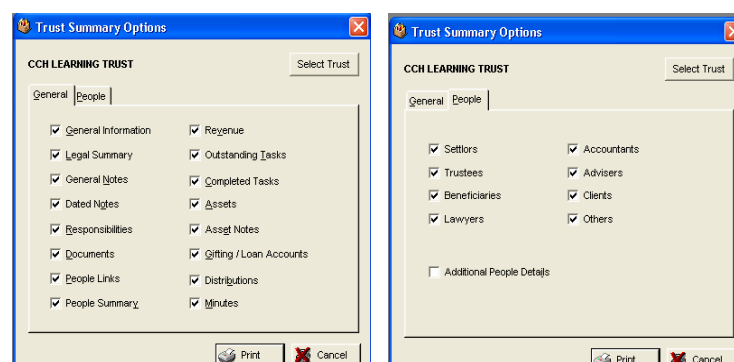 Trust Summary Options
CCH LEARNING TRUST
Select Trust
General People
General Information
Revenue
Legal Summary
Outstanding Tasks
General Notes
Completed Tasks
Dated Notes
Assets
Responsibilities
Asset Notes
Documents
Gifting / Loan Accounts
People Links
Distributions
People Summary
Minutes
Print
Cancel
Trust Summary Options
CCH LEARNING TRUST
Select Trust
General People
Settlors
Accountants
Trustees
Advisers
Beneficiaries
Clients
Lawyers
Others
Additional People Details
Print
Cancel